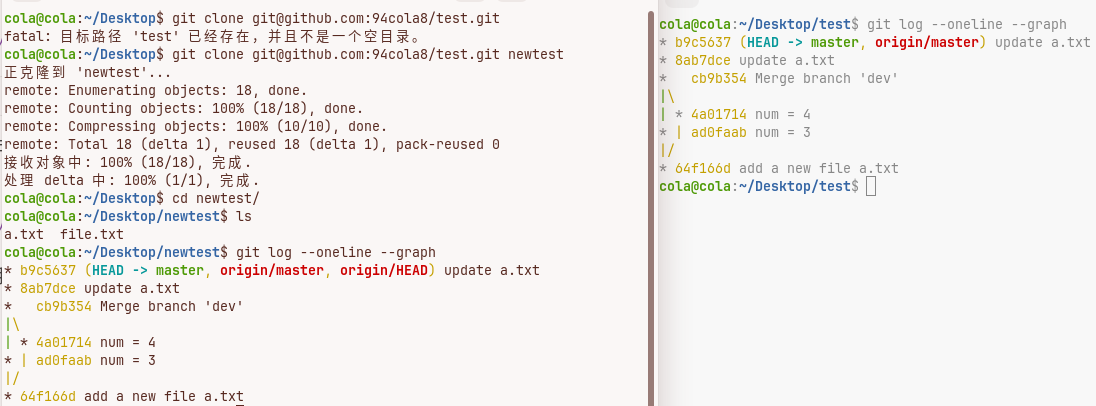 cola@cola:~/Desktop$ git clone git@github.com:94cola8/test.git
fatal: 目标路径 'test' 已经存在，并且不是一个空目录。
cola@cola:~/Desktop$ git clone git@github.com:94cola8/test.git newtest
正克隆到 'newtest'...
remote: Enumerating objects: 18, done.
remote: Counting objects: 100% (18/18), done.
remote: Compressing objects: 100% (10/10), done.
remote: Total 18 (delta 1), reused 18 (delta 1), pack-reused 0
接收对象中: 100% (18/18), 完成.
处理 delta 中: 100% (1/1), 完成.
cola@cola:~/Desktop$ cd newtest/
cola@cola:~/Desktop/newtest$ ls
a.txt  file.txt
cola@cola:~/Desktop/newtest$ git log --oneline --graph
* b9c5637 (HEAD -> master, origin/master, origin/HEAD) update a.txt
* 8ab7dce update a.txt
*   cb9b354 Merge branch 'dev'
|\
| * 4a01714 num = 4
* | ad0faab num = 3
|/
* 64f166d add a new file a.txt
cola@cola:~/Desktop/test$ git log --oneline --graph
* b9c5637 (HEAD -> master, origin/master) update a.txt
* 8ab7dce update a.txt
*   cb9b354 Merge branch 'dev'
|\
| * 4a01714 num = 4
* | ad0faab num = 3
|/
* 64f166d add a new file a.txt
cola@cola:~/Desktop/test$